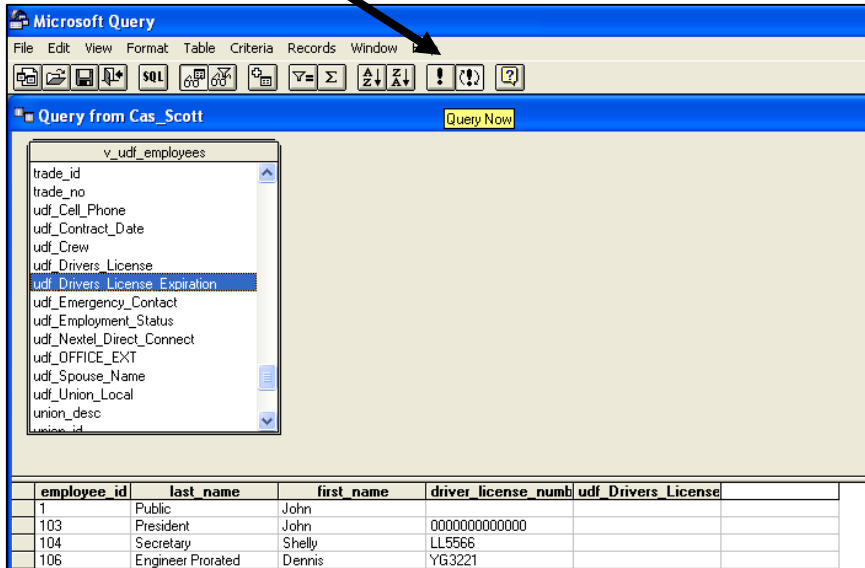 Microsoft Query
File Edit View Format Table Criteria Records Window
SQL
Query from Cas_Scott
Query Now
v_udf_employees
trade_id
trade_no
udf_Cell_Phone
udf_Contract_Date
udf_Crew
udf_Drivers_License
udf_Drivers_License_Expiration
udf_Emergency_Contact
udf_Employment_Status
udf_Nextel_Direct_Connect
udf_OFFICE_EXT
udf_Spouse_Name
udf_Union_Local
union_desc
union_id
employee_id last_name first_name driver_license_numb udf_Drivers_License
1 Public John
103 President John 0000000000000
104 Secretary Shelly LL5566
106 Engineer Prorated Dennis YG3221